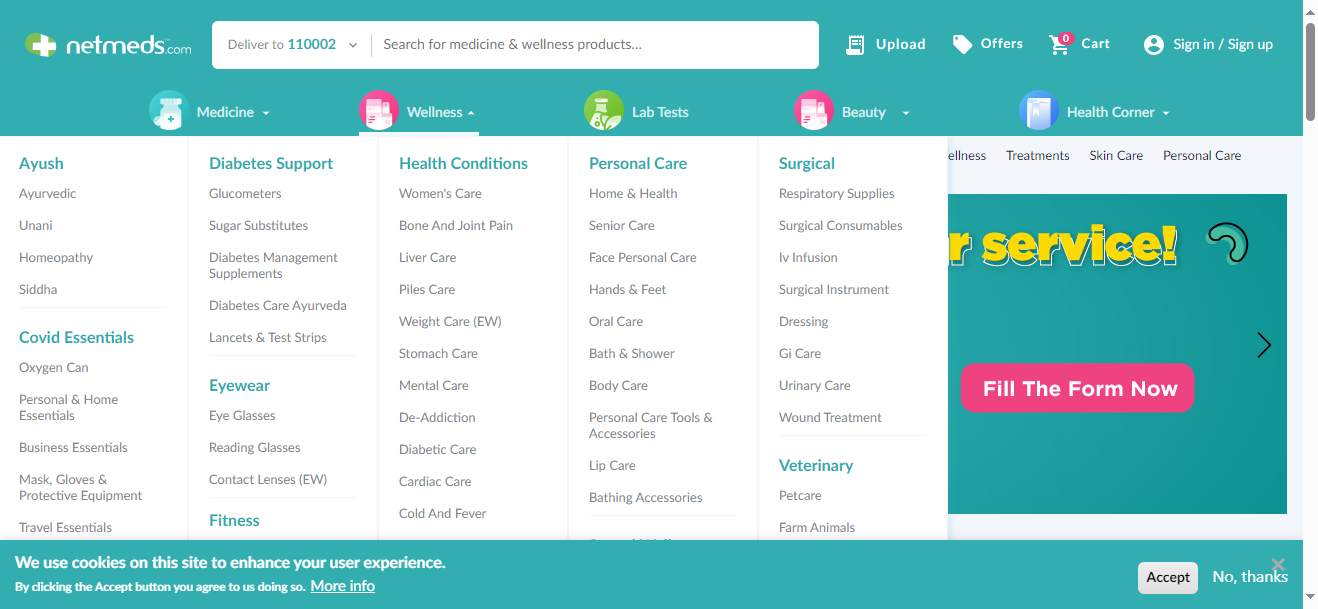 netmeds.com
Deliver to 110002
Search for medicine & wellness products...
Upload
Offers
0
Cart
Sign in / Sign up
Medicine
Wellness
Lab Tests
Beauty
Health Corner
Ayush
Ayurvedic
Unani
Homeopathy
Siddha
Covid Essentials
Oxygen Can
Personal & Home
Essentials
Business Essentials
Mask, Gloves &
Protective Equipment
Travel Essentials
Diabetes Support
Glucometers
Sugar Substitutes
Diabetes Management
Supplements
Diabetes Care Ayurveda
Lancets & Test Strips
Eyewear
Eye Glasses
Reading Glasses
Contact Lenses (EW)
Fitness
Health Conditions
Women's Care
Bone And Joint Pain
Liver Care
Piles Care
Weight Care (EW)
Stomach Care
Mental Care
De-Addiction
Diabetic Care
Cardiac Care
Cold And Fever
Personal Care
Home & Health
Senior Care
Face Personal Care
Hands & Feet
Oral Care
Bath & Shower
Body Care
Personal Care Tools &
Accessories
Lip Care
Bathing Accessories
Surgical
Respiratory Supplies
Surgical Consumables
Iv Infusion
Surgical Instrument
Dressing
Gi Care
Urinary Care
Wound Treatment
Veterinary
Petcare
Farm Animals
ellness
Treatments
Skin Care
Personal Care
r service!
Fill The Form Now
We use cookies on this site to enhance your user experience.
By clicking the Accept button you agree to us doing so. More info
Accept
No, thanks